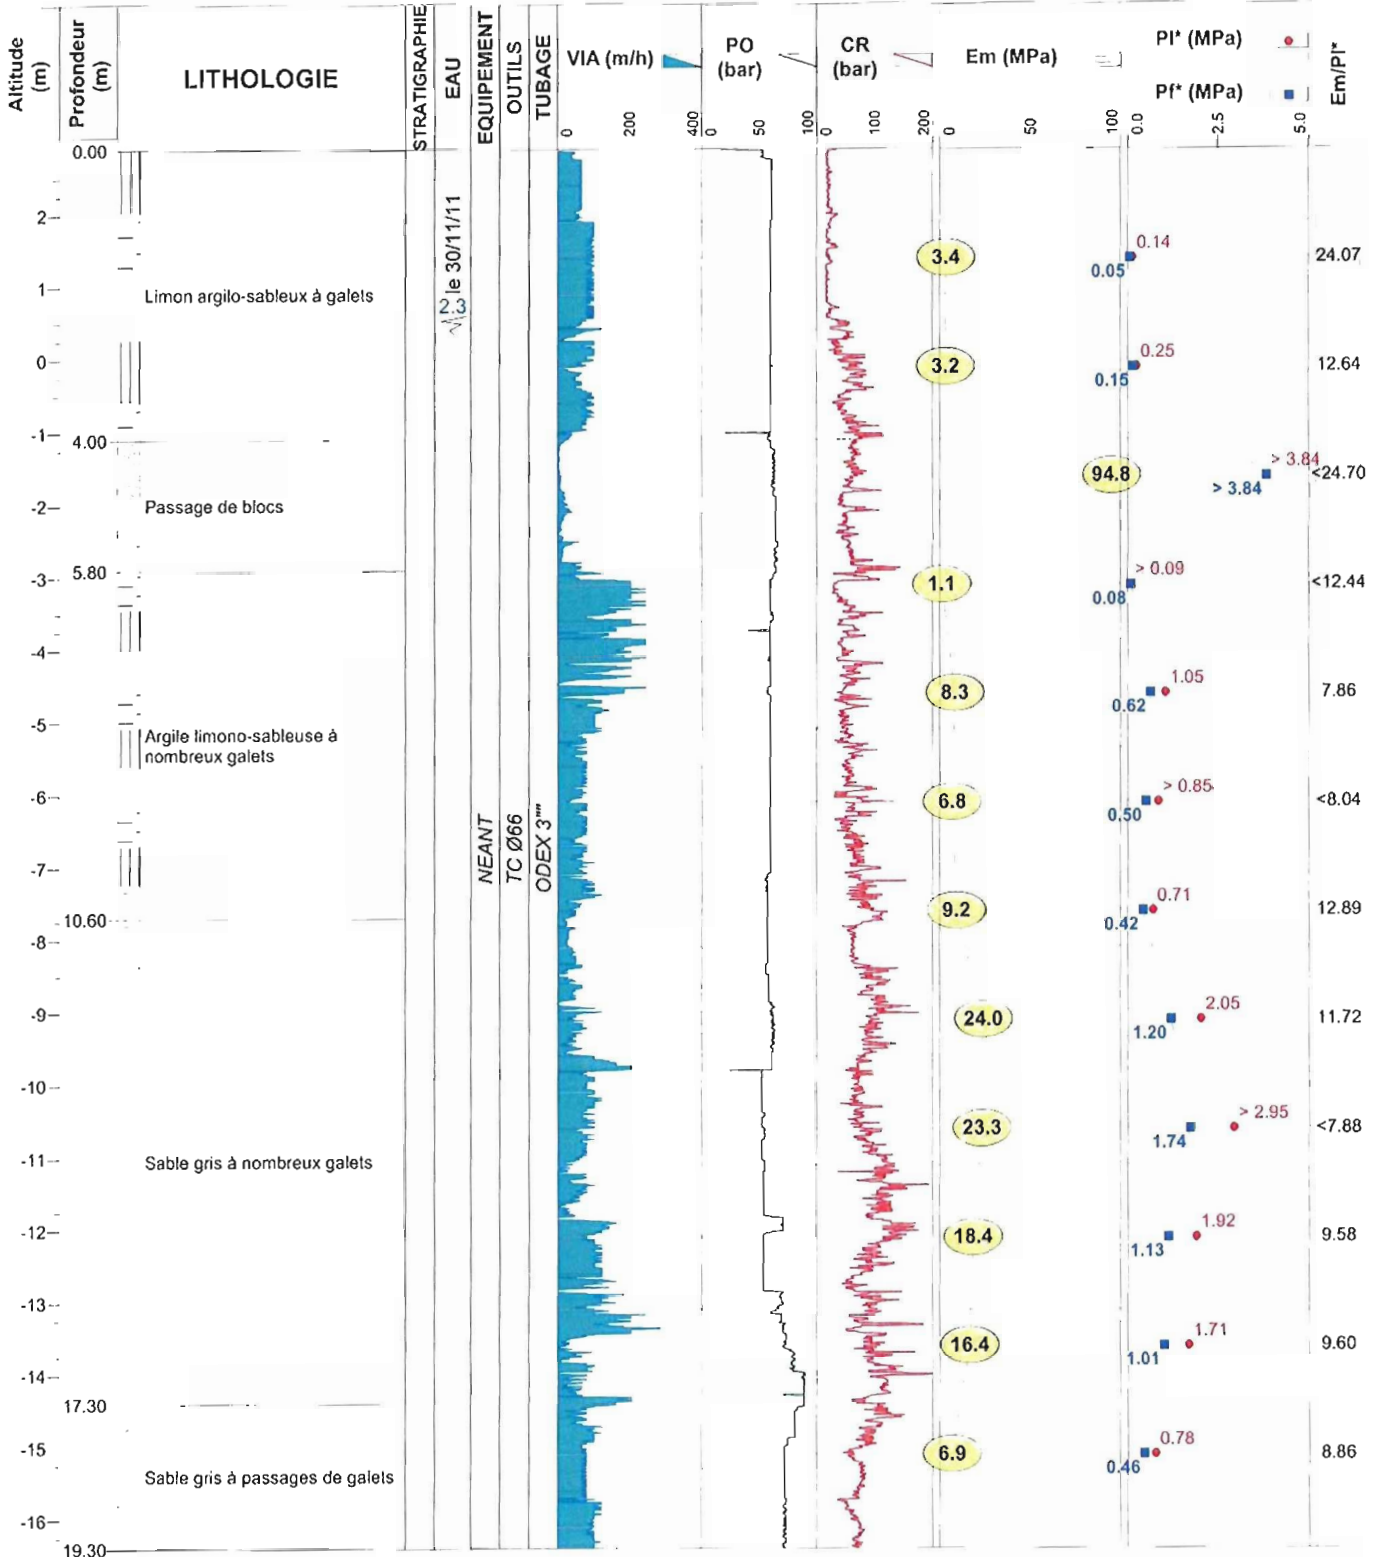 Altitude (m)
Profondeur (m)
LITHOLOGIE
STRATIGRAPHIE
EAU
EQUIPEMENT
OUTILS
TUBAGE
VIA (m/h)
0 200 400
PO (bar)
0 50 100
CR (bar)
0 100 200
Em (MPa)
0 50 100
Pl* (MPa)
Pf* (MPa)
0.0 2.5 5.0
Em/Pl*
0.00
2
1
0
-1
4.00
-2
-3
5.80
-4
-5
-6
-7
10.60
-8
-9
-10
-11
-12
-13
-14
17.30
-15
-16
19.30
Limon argilo-sableux à galets
Passage de blocs
Argile limono-sableuse à
nombreux galets
Sable gris à nombreux galets
Sable gris à passages de galets
2.3 le 30/11/11
NEANT
TC Ø66
ODEX 3""
3.4 0.05 0.14 24.07
3.2 0.15 0.25 12.64
94.8 > 3.84 > 3.84 <24.70
1.1 0.08 > 0.09 <12.44
8.3 0.62 1.05 7.86
6.8 0.50 > 0.85 <8.04
9.2 0.42 0.71 12.89
24.0 1.20 2.05 11.72
23.3 1.74 > 2.95 <7.88
18.4 1.13 1.92 9.58
16.4 1.01 1.71 9.60
6.9 0.46 0.78 8.86